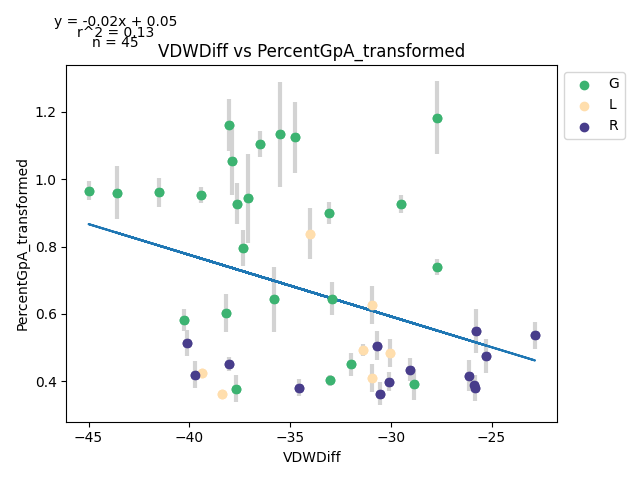 y = -0.02x + 0.05
r^2 = 0.13
n = 45
VDWDiff vs PercentGpA_transformed
G
L
R
PercentGpA_transformed
1.2
1.0
0.8
0.6
0.4
−45
−40
−35
−30
−25
VDWDiff